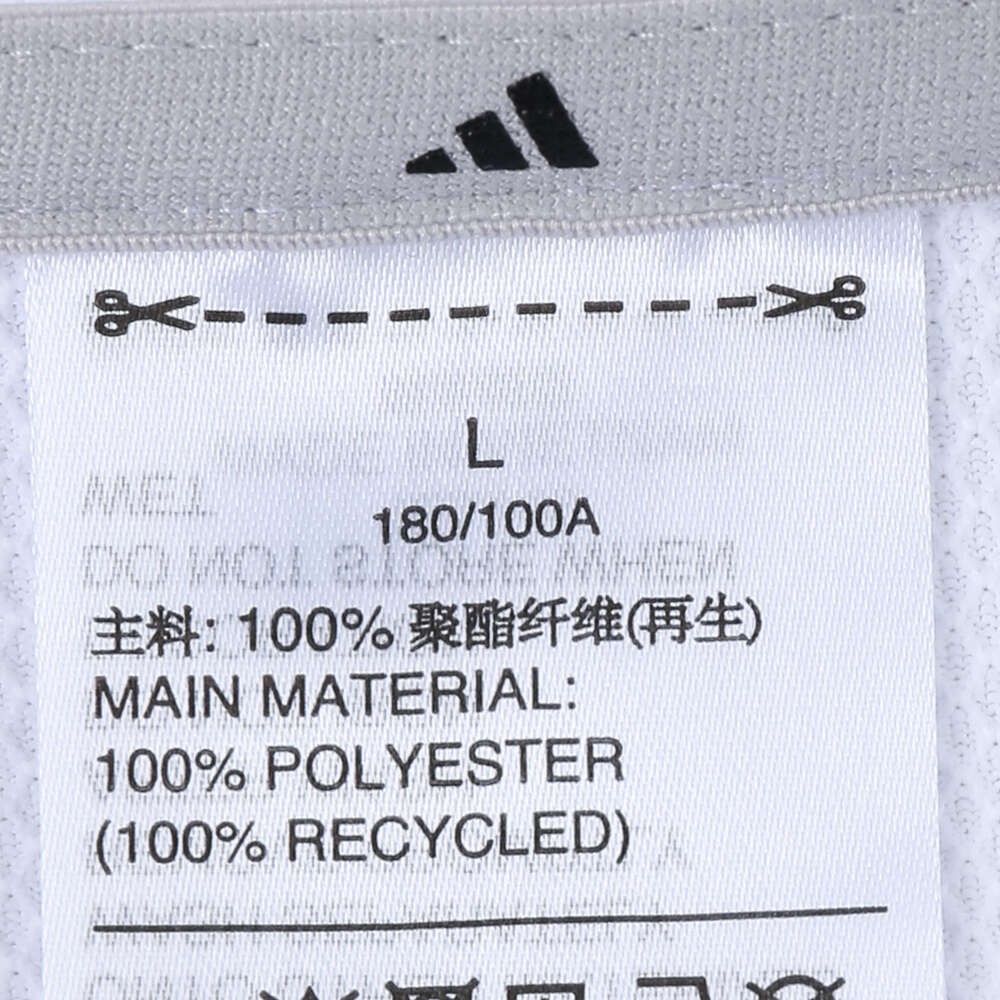 L
180/100A
主料: 100% 聚酯纤维(再生)
MAIN MATERIAL:
100% POLYESTER
(100% RECYCLED)